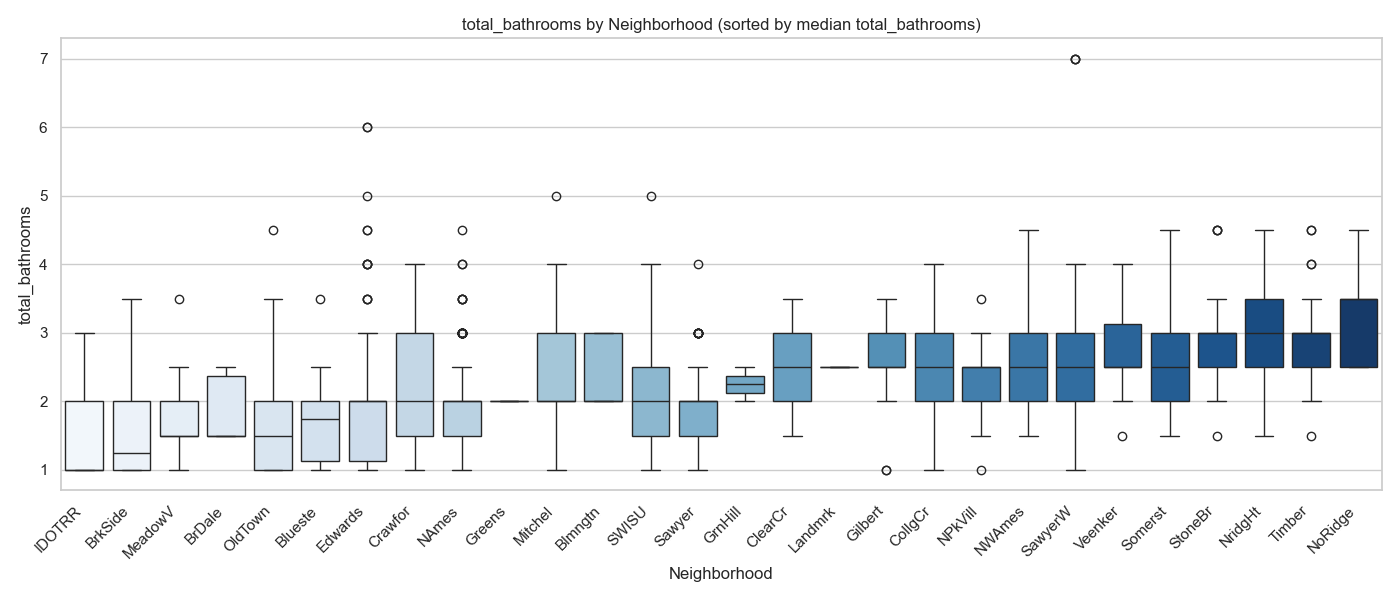 total_bathrooms by Neighborhood (sorted by median total_bathrooms)
total_bathrooms
7
6
5
4
3
2
1
IDOTRR
BrkSide
MeadowV
BrDale
OldTown
Blueste
Edwards
Crawfor
NAmes
Greens
Mitchel
Blmngtn
SWISU
Sawyer
GrnHill
ClearCr
Landmrk
Gilbert
CollgCr
NPkVill
NWAmes
SawyerW
Veenker
Somerst
StoneBr
NridgHt
Timber
NoRidge
Neighborhood